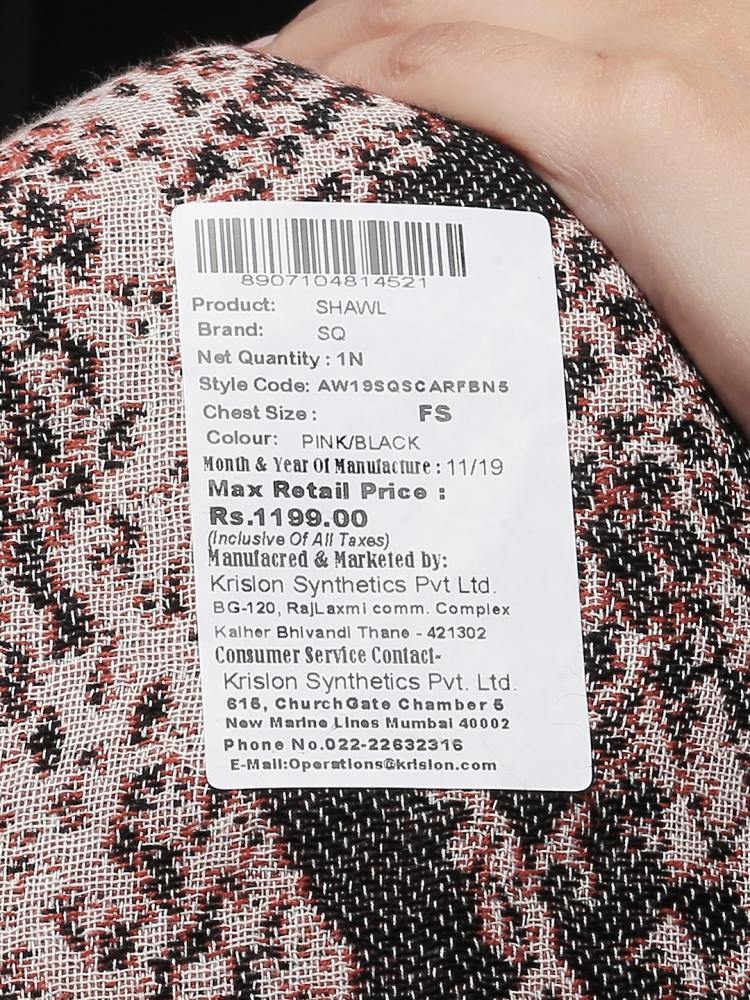 8907104814521
Product: SHAWL
Brand: SQ
Net Quantity : 1N
Style Code: AW19SQSCARFBN5
Chest Size : FS
Colour: PINK/BLACK
Month & Year Of Manufacture : 11/19
Max Retail Price :
Rs.1199.00
(Inclusive Of All Taxes)
Manufacred & Marketed by:
Krislon Synthetics Pvt Ltd.
BG-120, RajLaxmi comm. Complex
Kalher Bhivandi Thane - 421302
Consumer Service Contact-
Krislon Synthetics Pvt. Ltd.
615, ChurchGate Chamber 5
New Marine Lines Mumbai 40002
Phone No.022-22632316
E-Mail:Operations@krislon.com